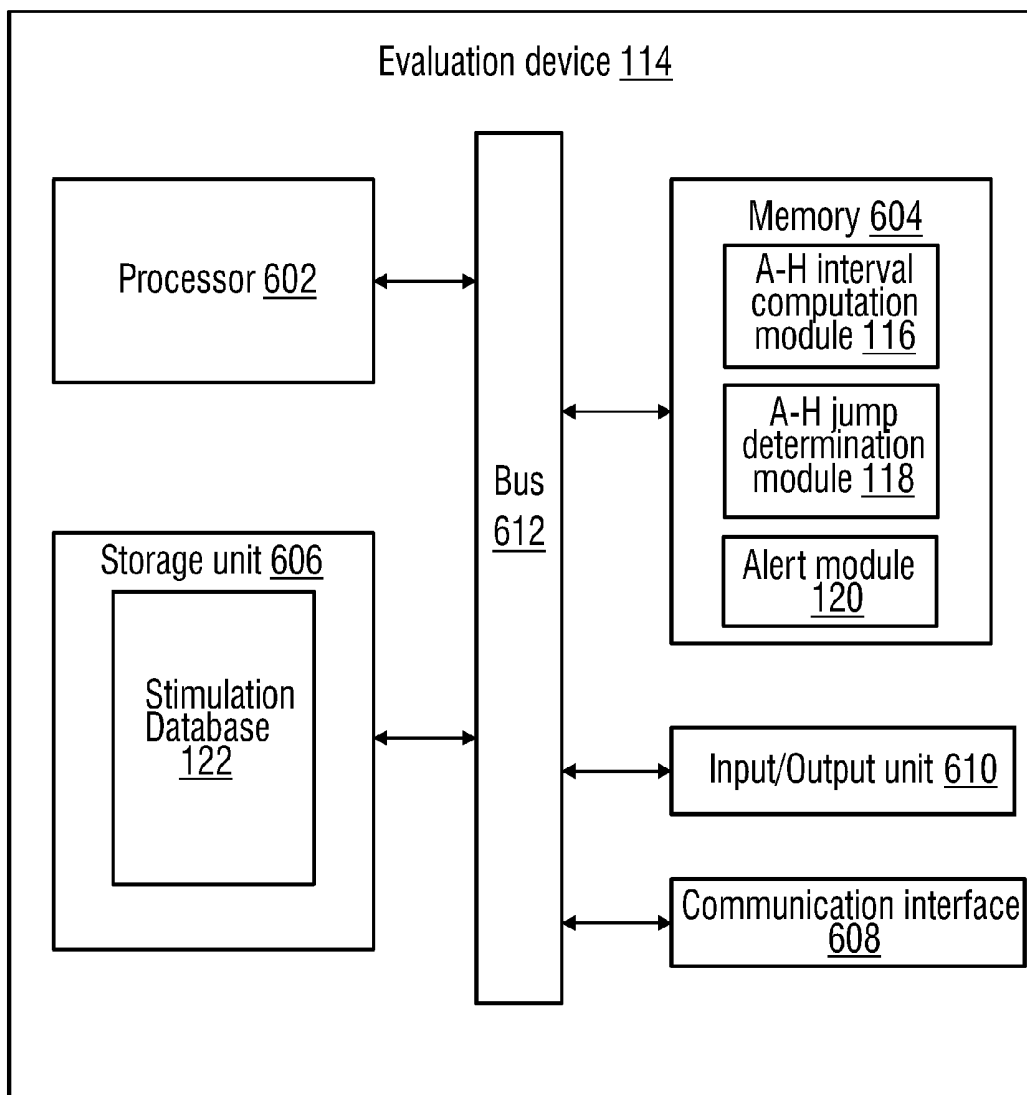 Evaluation device 114
Processor 602
Storage unit 606
Stimulation
Database
122
Bus
612
Memory 604
A-H interval
computation
module 116
A-H jump
determination
module 118
Alert module
120
Input/Output unit 610
Communication interface
608